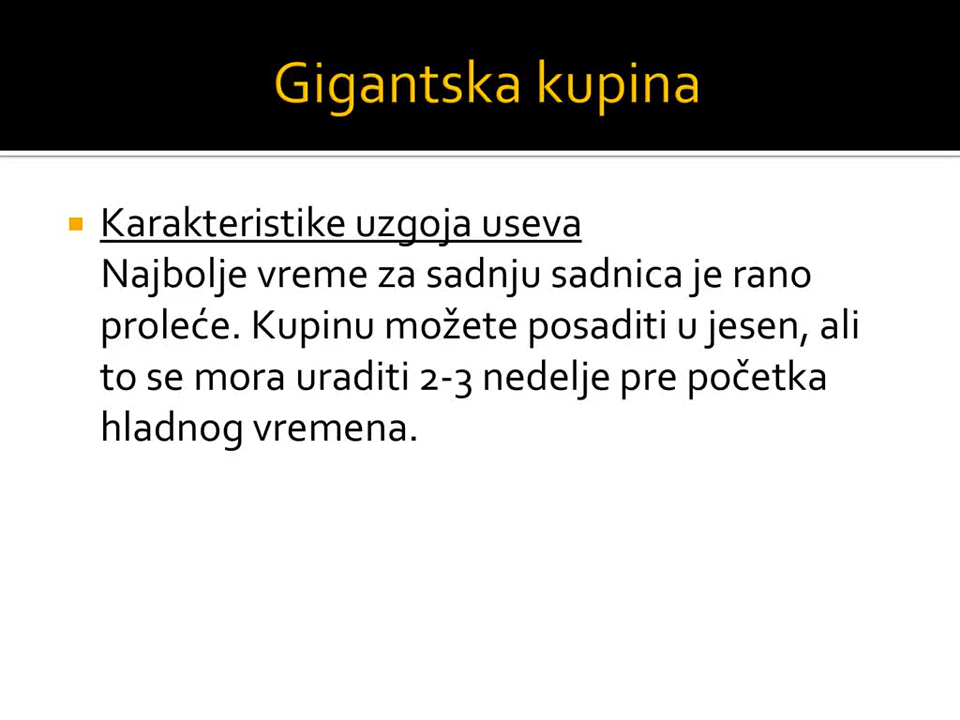 Gigantska kupina
Karakteristike uzgoja useva
Najbolje vreme za sadnju sadnica je rano
proleće. Kupinu možete posaditi u jesen, ali
to se mora uraditi 2-3 nedelje pre početka
hladnog vremena.